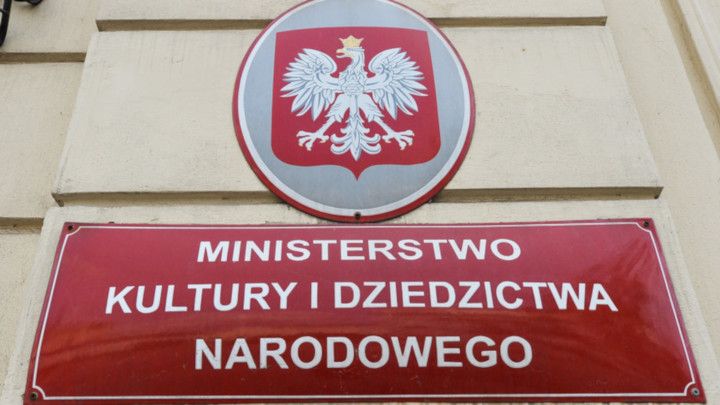 MINISTERSTWO
KULTURY I DZIEDZICTWA
NARODOWEGO